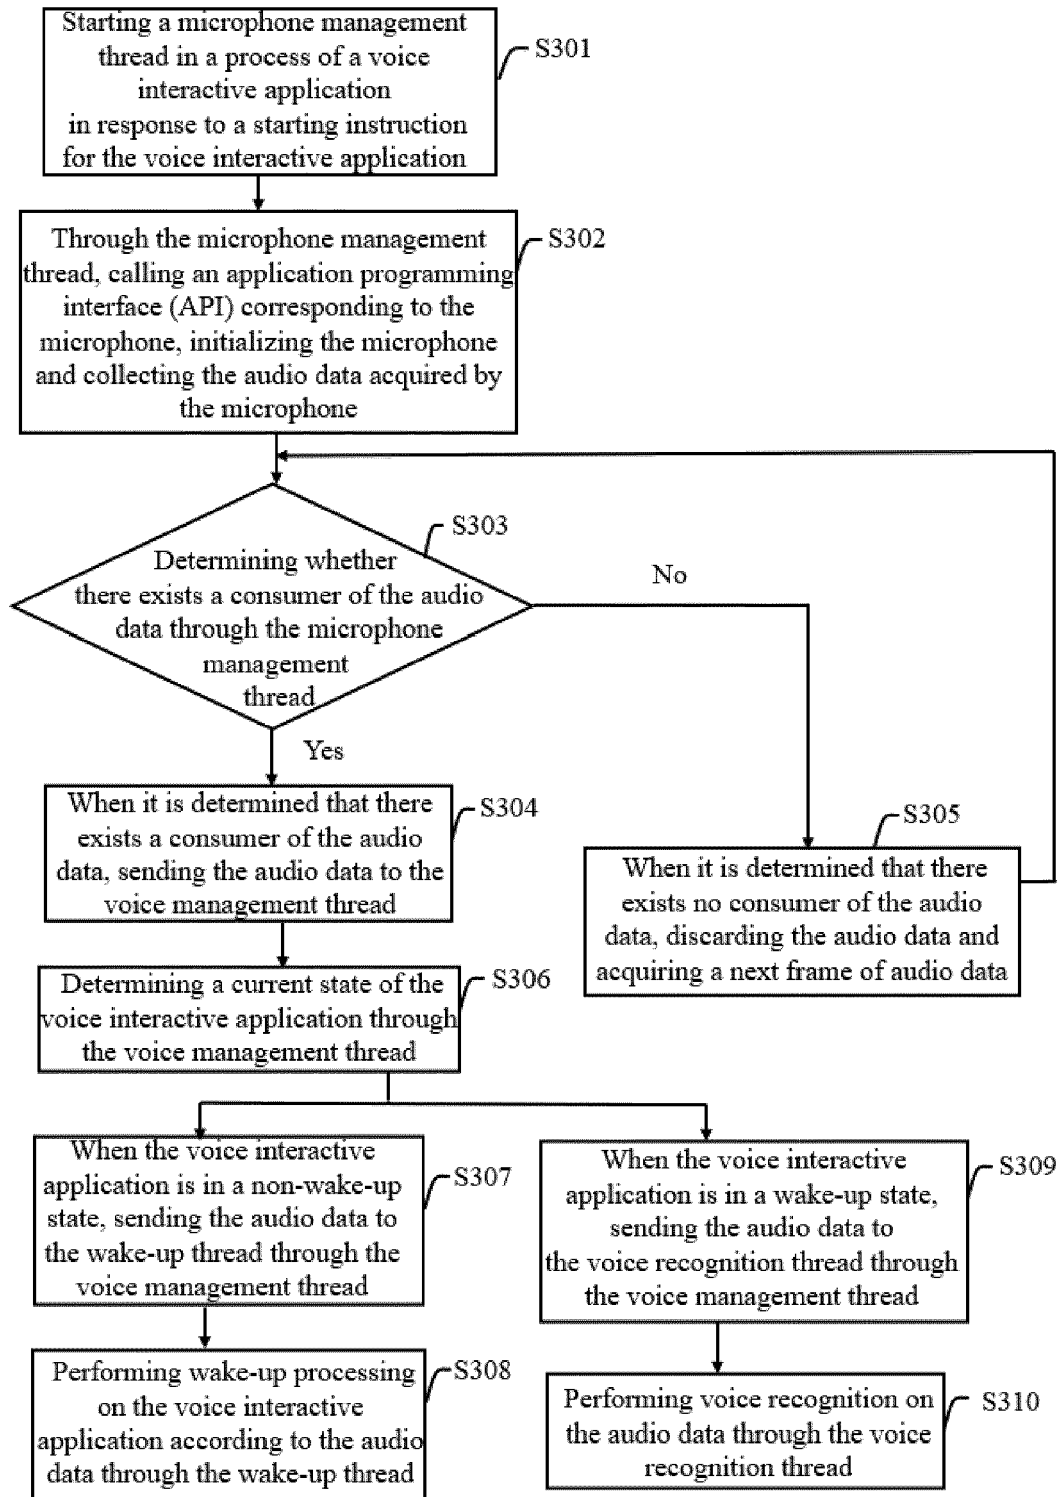 Starting a microphone management
thread in a process of a voice
interactive application
in response to a starting instruction
for the voice interactive application
S301
Through the microphone management
thread, calling an application programming
interface (API) corresponding to the
microphone, initializing the microphone
and collecting the audio data acquired by
the microphone
S302
Determining whether
there exists a consumer of the audio
data through the microphone
management
thread
S303
No
Yes
When it is determined that there
exists a consumer of the audio
data, sending the audio data to the
voice management thread
S304
When it is determined that there
exists no consumer of the audio
data, discarding the audio data and
acquiring a next frame of audio data
S305
Determining a current state of the
voice interactive application through
the voice management thread
S306
When the voice interactive
application is in a non-wake-up
state, sending the audio data to
the wake-up thread through the
voice management thread
S307
When the voice interactive
application is in a wake-up state,
sending the audio data to
the voice recognition thread through
the voice management thread
S309
Performing wake-up processing
on the voice interactive
application according to the audio
data through the wake-up thread
S308
Performing voice recognition on
the audio data through the voice
recognition thread
S310